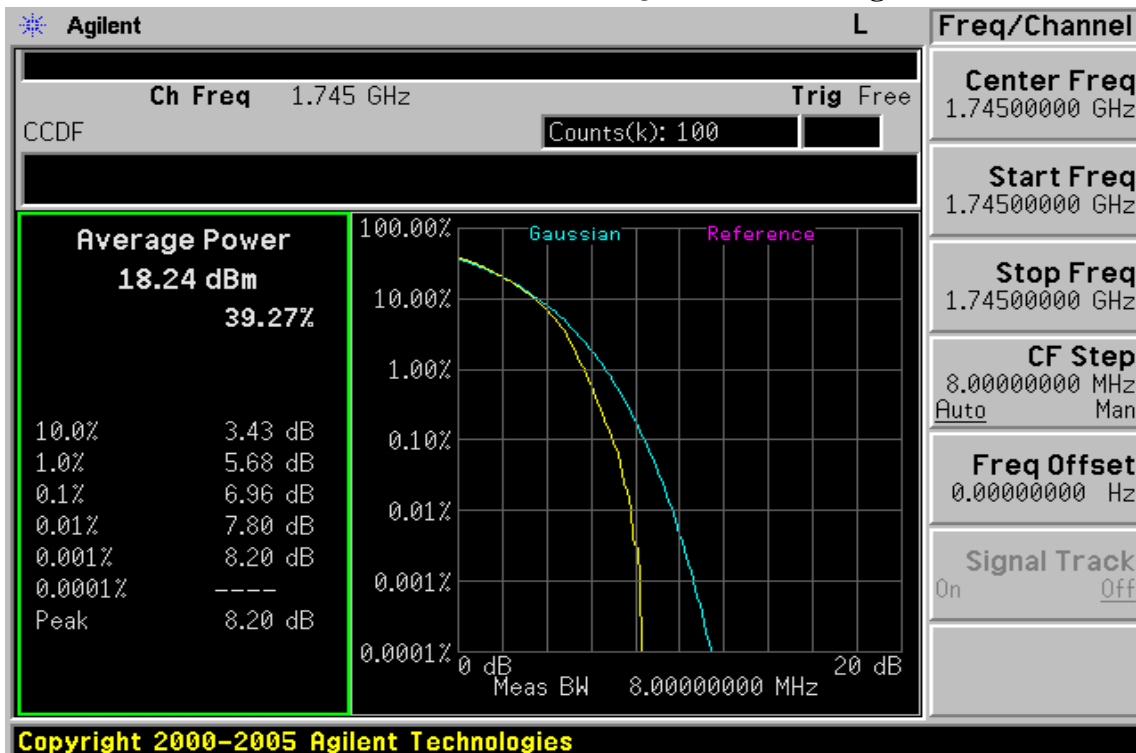 Agilent
L
Freq/Channel
Ch Freq 1.745 GHz
Trig Free
CCDF
Counts(k): 100
Average Power
18.24 dBm
39.27%
10.0% 3.43 dB
1.0% 5.68 dB
0.1% 6.96 dB
0.01% 7.80 dB
0.001% 8.20 dB
0.0001% ----
Peak 8.20 dB
100.00%
10.00%
1.00%
0.10%
0.01%
0.001%
0.0001%
Gaussian
Reference
0 dB
20 dB
Meas BW 8.00000000 MHz
Center Freq
1.74500000 GHz
Start Freq
1.74500000 GHz
Stop Freq
1.74500000 GHz
CF Step
8.00000000 MHz
Auto Man
Freq Offset
0.00000000 Hz
Signal Track
On Off
Copyright 2000-2005 Agilent Technologies